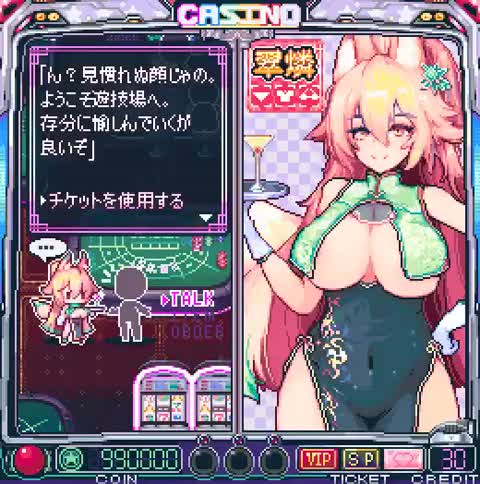 CASINO
「ん?見慣れぬ顔じゃの。
ようこそ遊技場へ。
存分に愉しんでいくが
良いぞ」
▸チケットを使用する
翠燐
...
▸TALK
990000
VIP
SP
30
COIN
TICKET
CREDIT